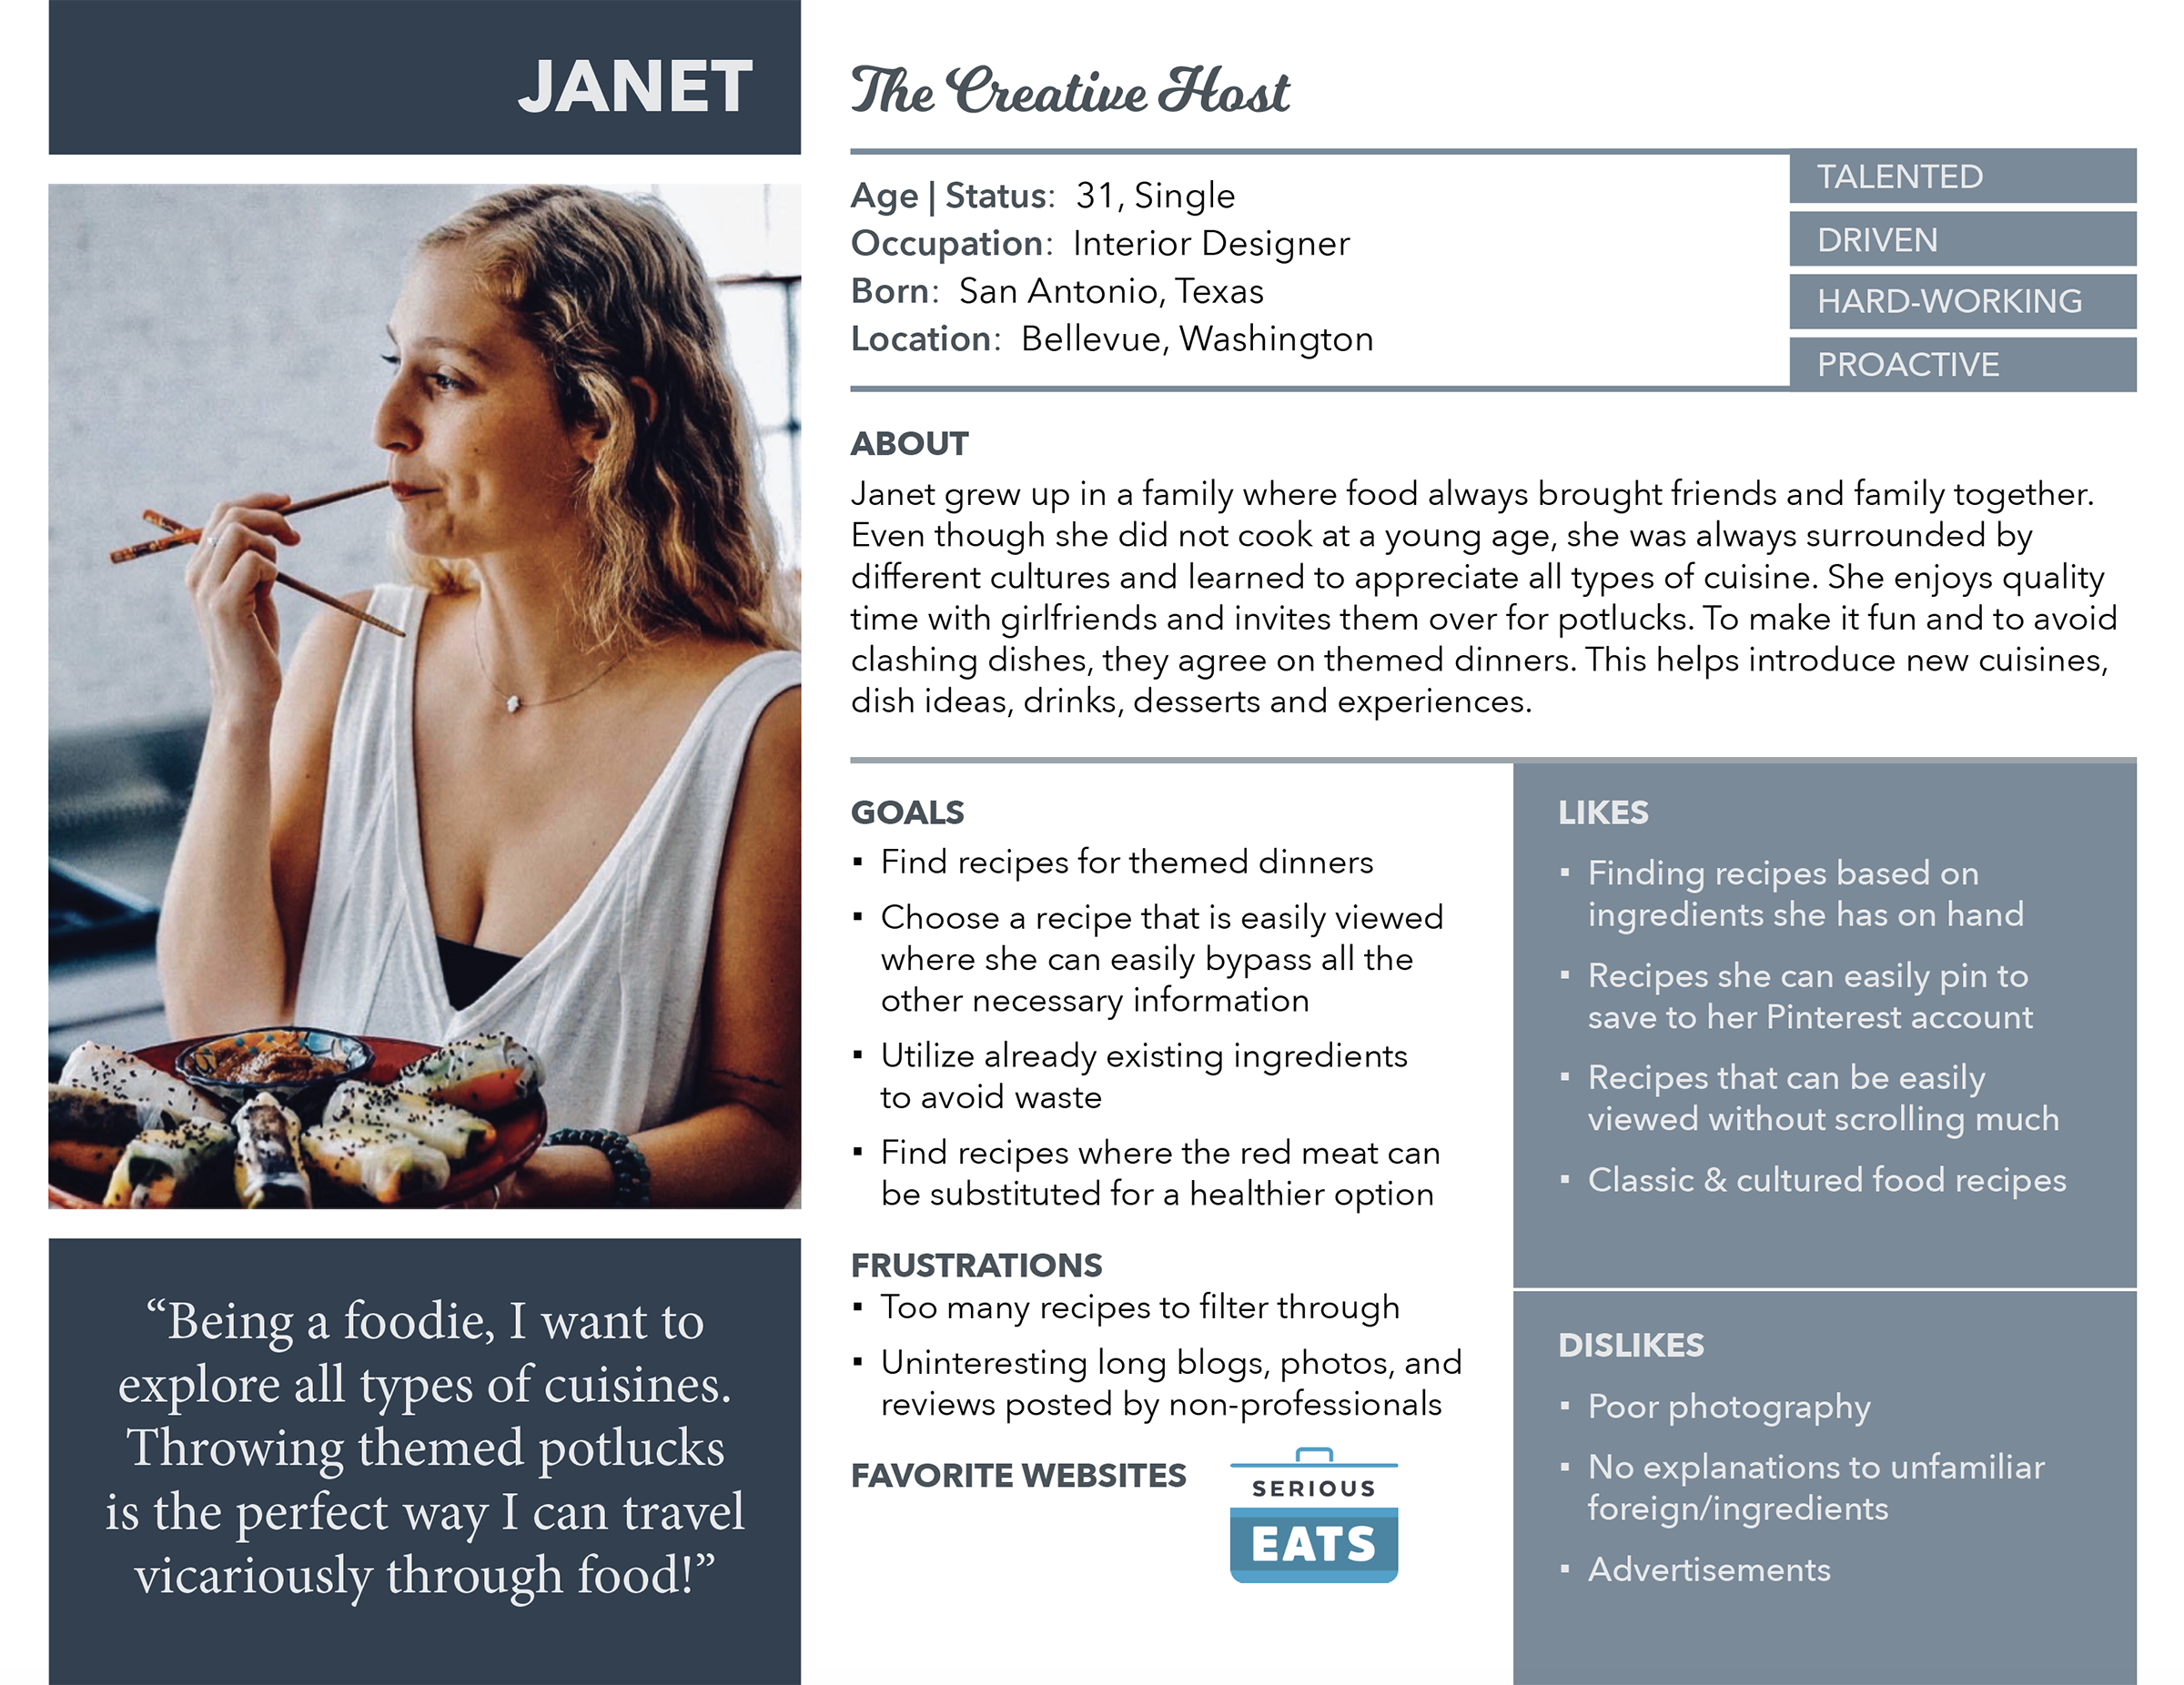 JANET
The Creative Host
Age | Status: 31, Single
Occupation: Interior Designer
Born: San Antonio, Texas
Location: Bellevue, Washington
TALENTED
DRIVEN
HARD-WORKING
PROACTIVE
ABOUT
Janet grew up in a family where food always brought friends and family together.
Even though she did not cook at a young age, she was always surrounded by
different cultures and learned to appreciate all types of cuisine. She enjoys quality
time with girlfriends and invites them over for potlucks. To make it fun and to avoid
clashing dishes, they agree on themed dinners. This helps introduce new cuisines,
dish ideas, drinks, desserts and experiences.
GOALS
▪ Find recipes for themed dinners
▪ Choose a recipe that is easily viewed
where she can easily bypass all the
other necessary information
▪ Utilize already existing ingredients
to avoid waste
▪ Find recipes where the red meat can
be substituted for a healthier option
FRUSTRATIONS
▪ Too many recipes to filter through
▪ Uninteresting long blogs, photos, and
reviews posted by non-professionals
FAVORITE WEBSITES
SERIOUS
EATS
LIKES
▪ Finding recipes based on
ingredients she has on hand
▪ Recipes she can easily pin to
save to her Pinterest account
▪ Recipes that can be easily
viewed without scrolling much
▪ Classic & cultured food recipes
DISLIKES
▪ Poor photography
▪ No explanations to unfamiliar
foreign/ingredients
▪ Advertisements
“Being a foodie, I want to
explore all types of cuisines.
Throwing themed potlucks
is the perfect way I can travel
vicariously through food!”